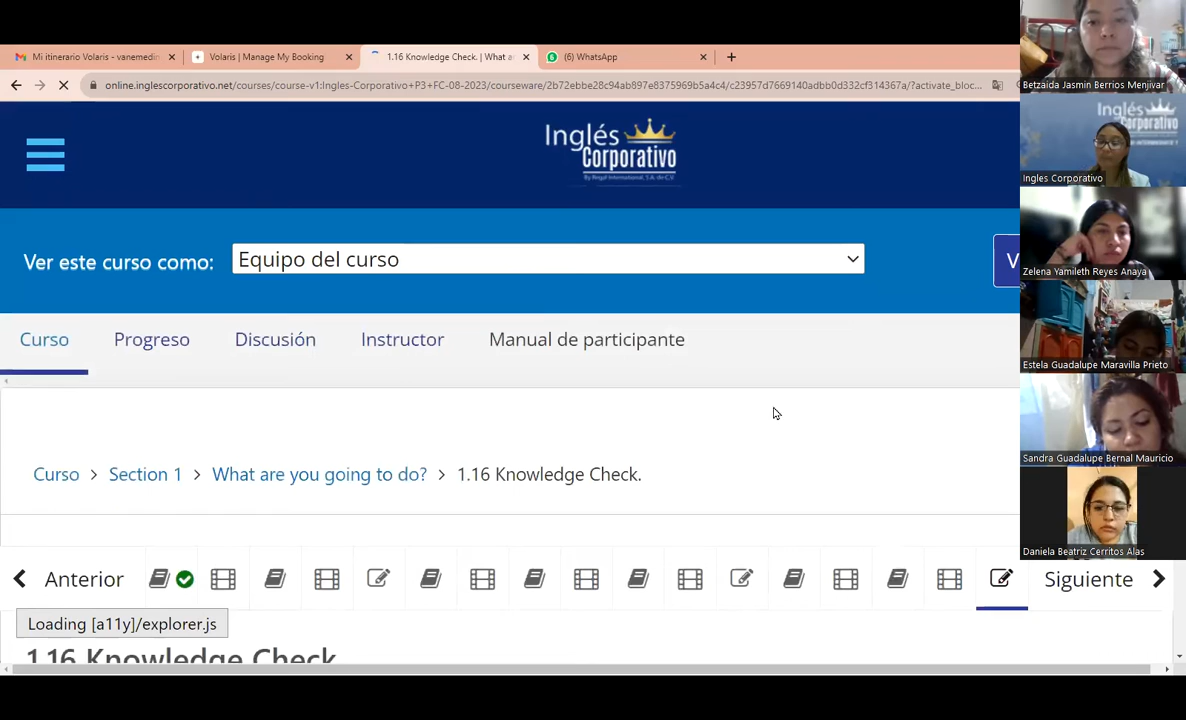 Mi itinerario Volaris - vanemedin
Volaris | Manage My Booking
1.16 Knowledge Check. | What a
(6) WhatsApp
online.inglescorporativo.net/courses/course-v1:Ingles-Corporativo+P3+FC-08-2023/courseware/2b72ebbe28c94ab897e8375969b5a4c4/c23957d7669140adbb0d332cf314367a/?activate_bloc...
Inglés
Corporativo
Ver este curso como:
Equipo del curso
V
Curso
Progreso
Discusión
Instructor
Manual de participante
Curso > Section 1 > What are you going to do? > 1.16 Knowledge Check.
Anterior
Siguiente
Loading [a11y]/explorer.js
1.16 Knowledge Check
Betzaida Jasmin Berrios Menjivar
Inglés
Corporativo
Ingles Corporativo
Zelena Yamileth Reyes Anaya
Estela Guadalupe Maravilla Prieto
Sandra Guadalupe Bernal Mauricio
Daniela Beatriz Cerritos Alas